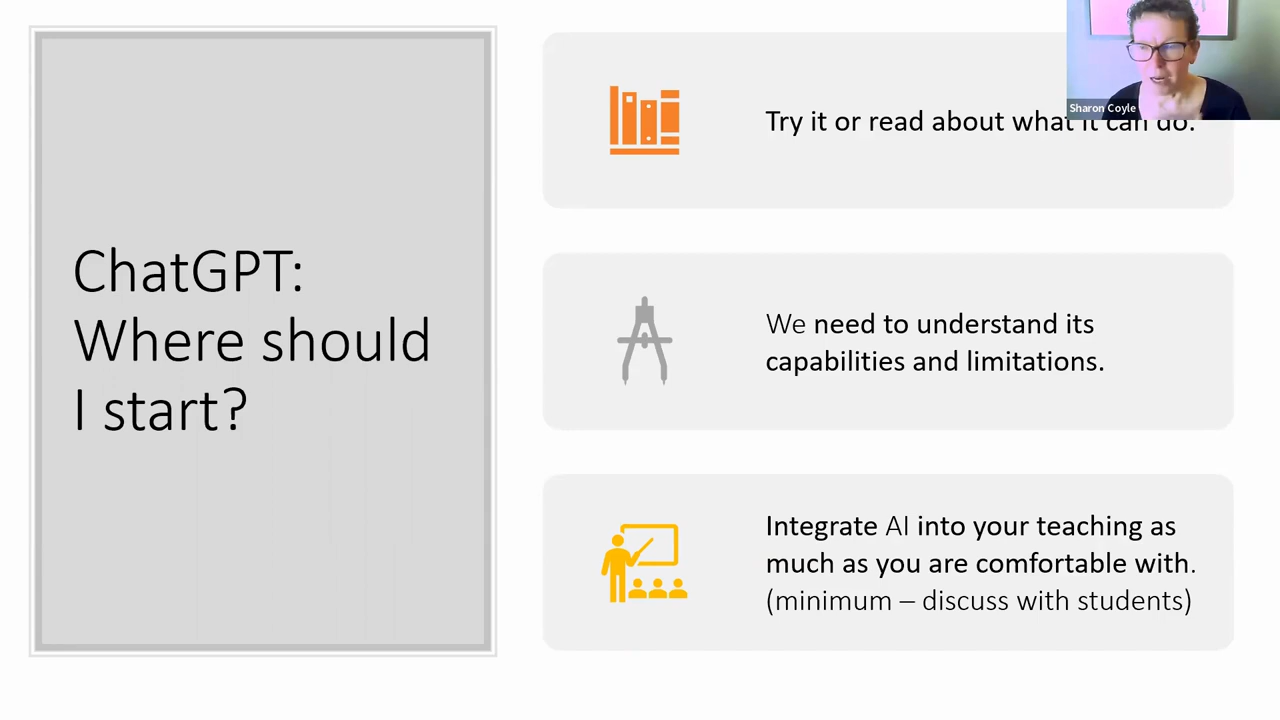 ChatGPT:
Where should
I start?
Try it or read about what it can do.
We need to understand its
capabilities and limitations.
Integrate AI into your teaching as
much as you are comfortable with.
(minimum – discuss with students)
Sharon Coyle